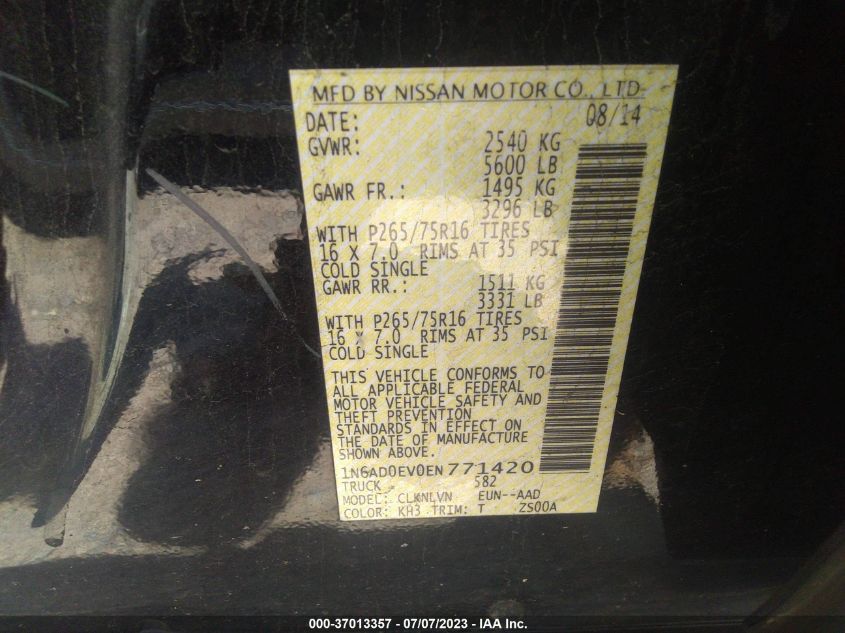 MFD BY NISSAN MOTOR CO., LTD
DATE: 08/14
GVWR: 2540 KG
5600 LB
GAWR FR.: 1495 KG
3296 LB
WITH P265/75R16 TIRES
16 X 7.0 RIMS AT 35 PSI
COLD SINGLE
GAWR RR.: 1511 KG
3331 LB
WITH P265/75R16 TIRES
16 X 7.0 RIMS AT 35 PSI
COLD SINGLE
THIS VEHICLE CONFORMS TO
ALL APPLICABLE FEDERAL
MOTOR VEHICLE SAFETY AND
THEFT PREVENTION
STANDARDS IN EFFECT ON
THE DATE OF MANUFACTURE
SHOWN ABOVE.
1N6AD0EV0EN771420
TRUCK 582
MODEL: CLKNLVN EUN--AAD
COLOR: KH3 TRIM: T ZS00A
000-37013357 - 07/07/2023 - IAA Inc.